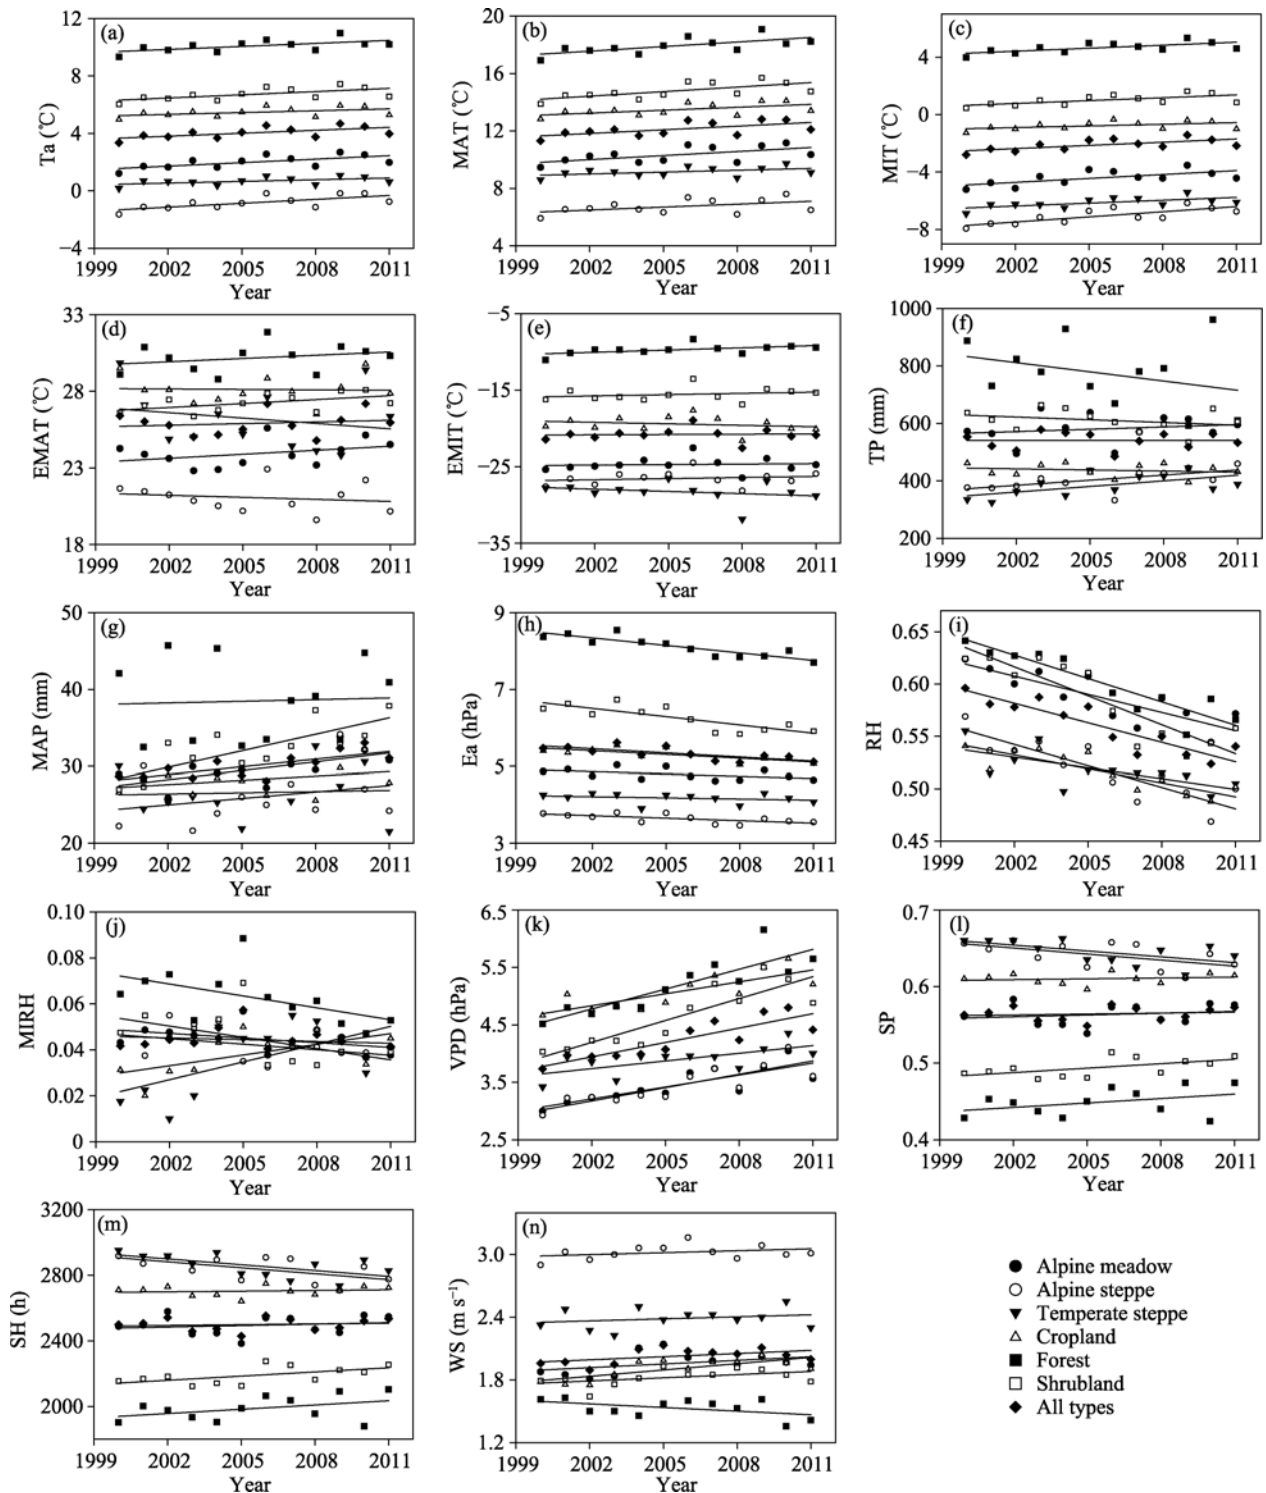 (a)
12
8
4
0
−4
Ta (℃)
1999 2002 2005 2008 2011
Year
(b)
20
16
12
8
4
MAT (℃)
1999 2002 2005 2008 2011
Year
(c)
4
0
−4
−8
MIT (℃)
1999 2002 2005 2008 2011
Year
(d)
33
28
23
18
EMAT (℃)
1999 2002 2005 2008 2011
Year
(e)
−5
−15
−25
−35
EMIT (℃)
1999 2002 2005 2008 2011
Year
(f)
1000
800
600
400
200
TP (mm)
1999 2002 2005 2008 2011
Year
(g)
50
40
30
20
MAP (mm)
1999 2002 2005 2008 2011
Year
(h)
9
7
5
3
Ea (hPa)
1999 2002 2005 2008 2011
Year
(i)
0.65
0.60
0.55
0.50
0.45
RH
1999 2002 2005 2008 2011
Year
(j)
0.10
0.08
0.06
0.04
0.02
0
MIRH
1999 2002 2005 2008 2011
Year
(k)
6.5
5.5
4.5
3.5
2.5
VPD (hPa)
1999 2002 2005 2008 2011
Year
(l)
0.7
0.6
0.5
0.4
SP
1999 2002 2005 2008 2011
Year
(m)
3200
2800
2400
2000
SH (h)
1999 2002 2005 2008 2011
Year
(n)
3.0
2.4
1.8
1.2
WS (m s⁻¹)
1999 2002 2005 2008 2011
Year
Alpine meadow
Alpine steppe
Temperate steppe
Cropland
Forest
Shrubland
All types